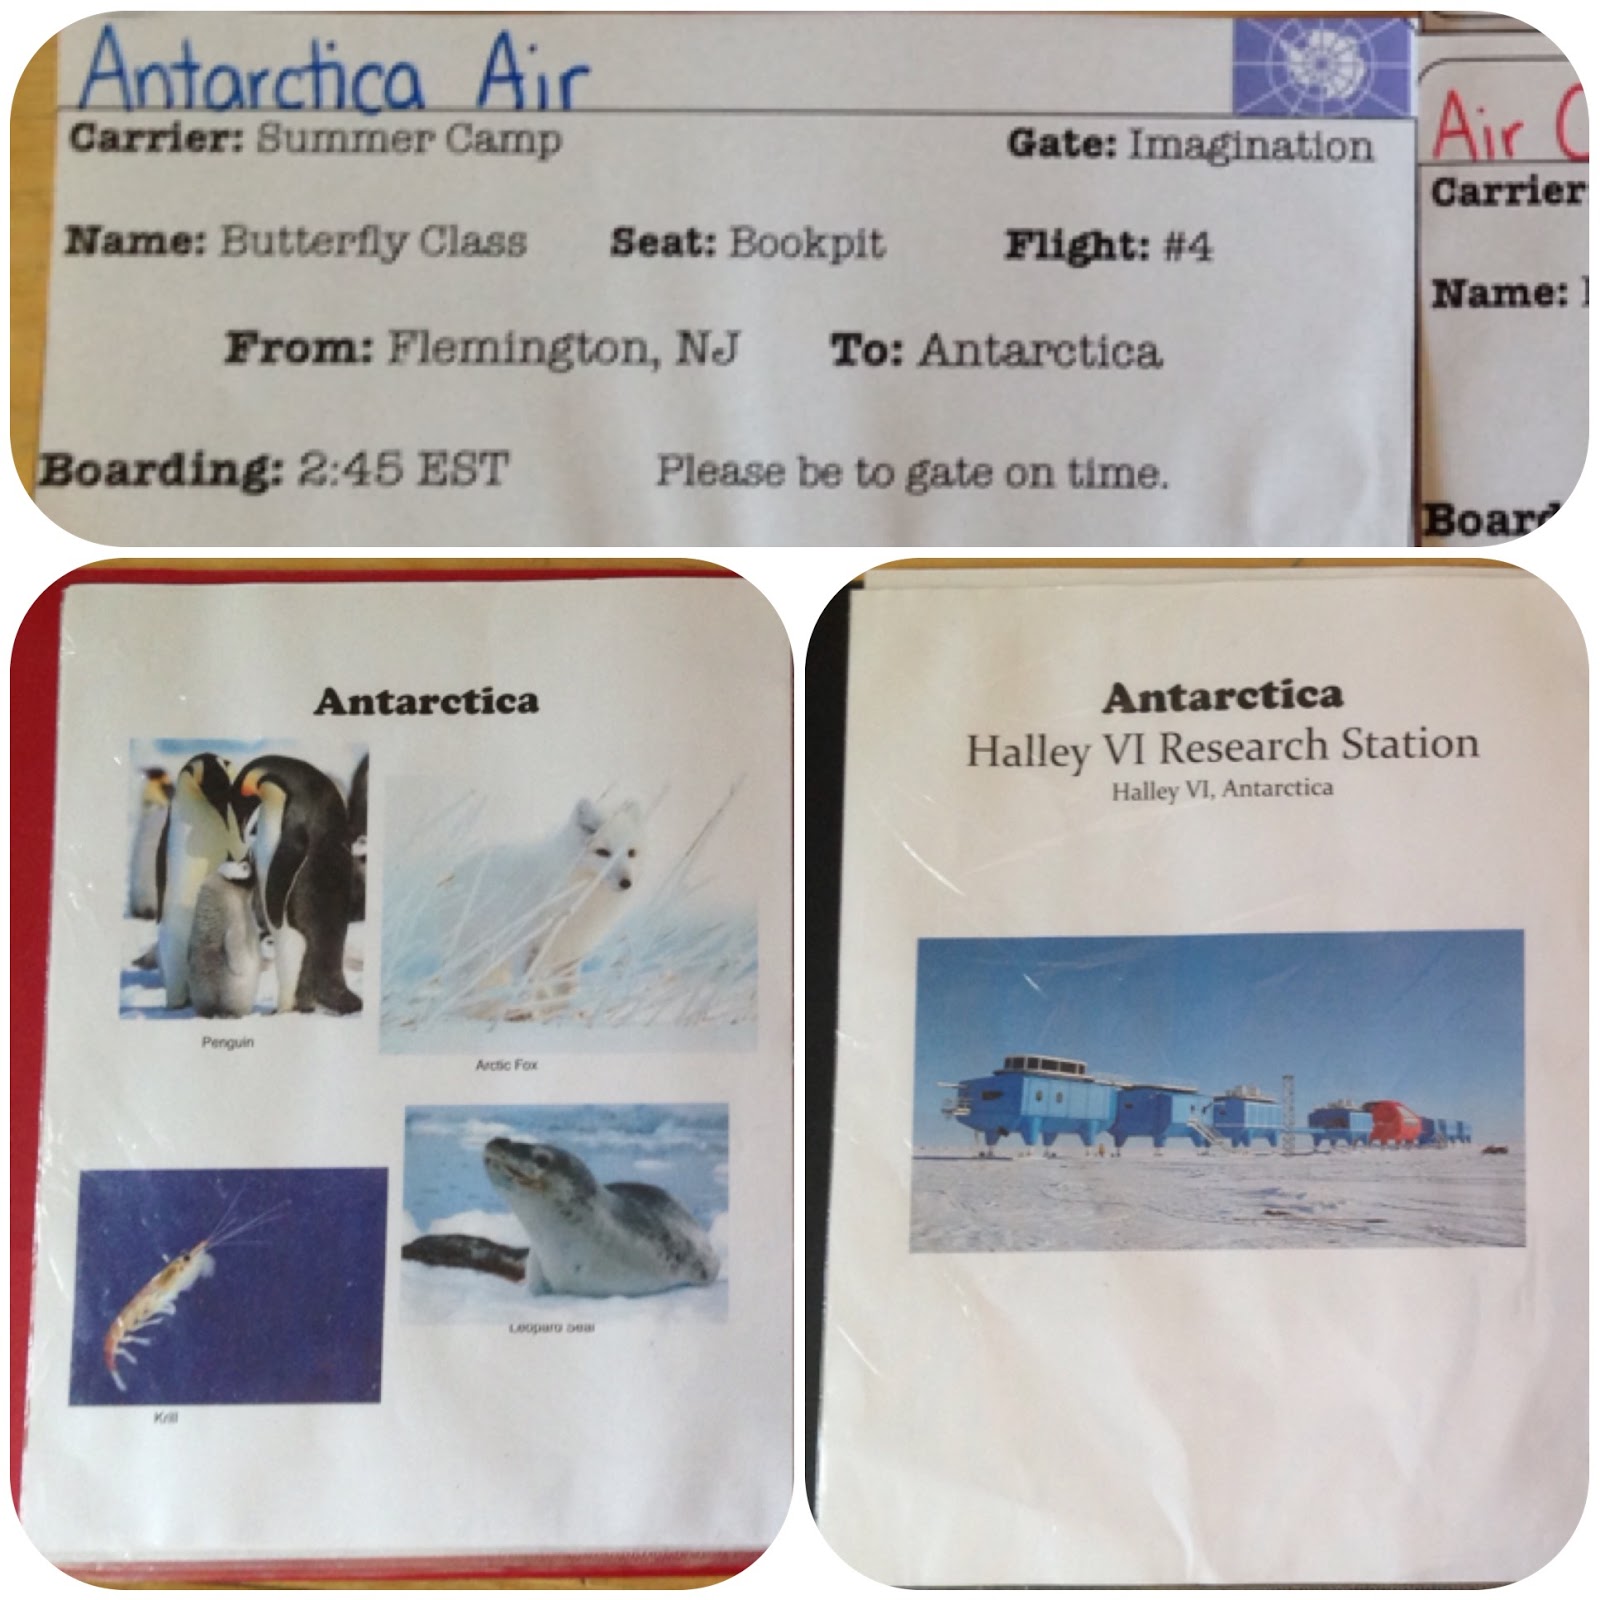 Antarctica Air
Carrier: Summer Camp Gate: Imagination
Name: Butterfly Class Seat: Bookpit Flight: #4
From: Flemington, NJ To: Antarctica
Boarding: 2:45 EST Please be to gate on time.
Air
Carrier:
Name:
Board
Antarctica
Penguin
Arctic Fox
Leopard Seal
Krill
Antarctica
Halley VI Research Station
Halley VI, Antarctica